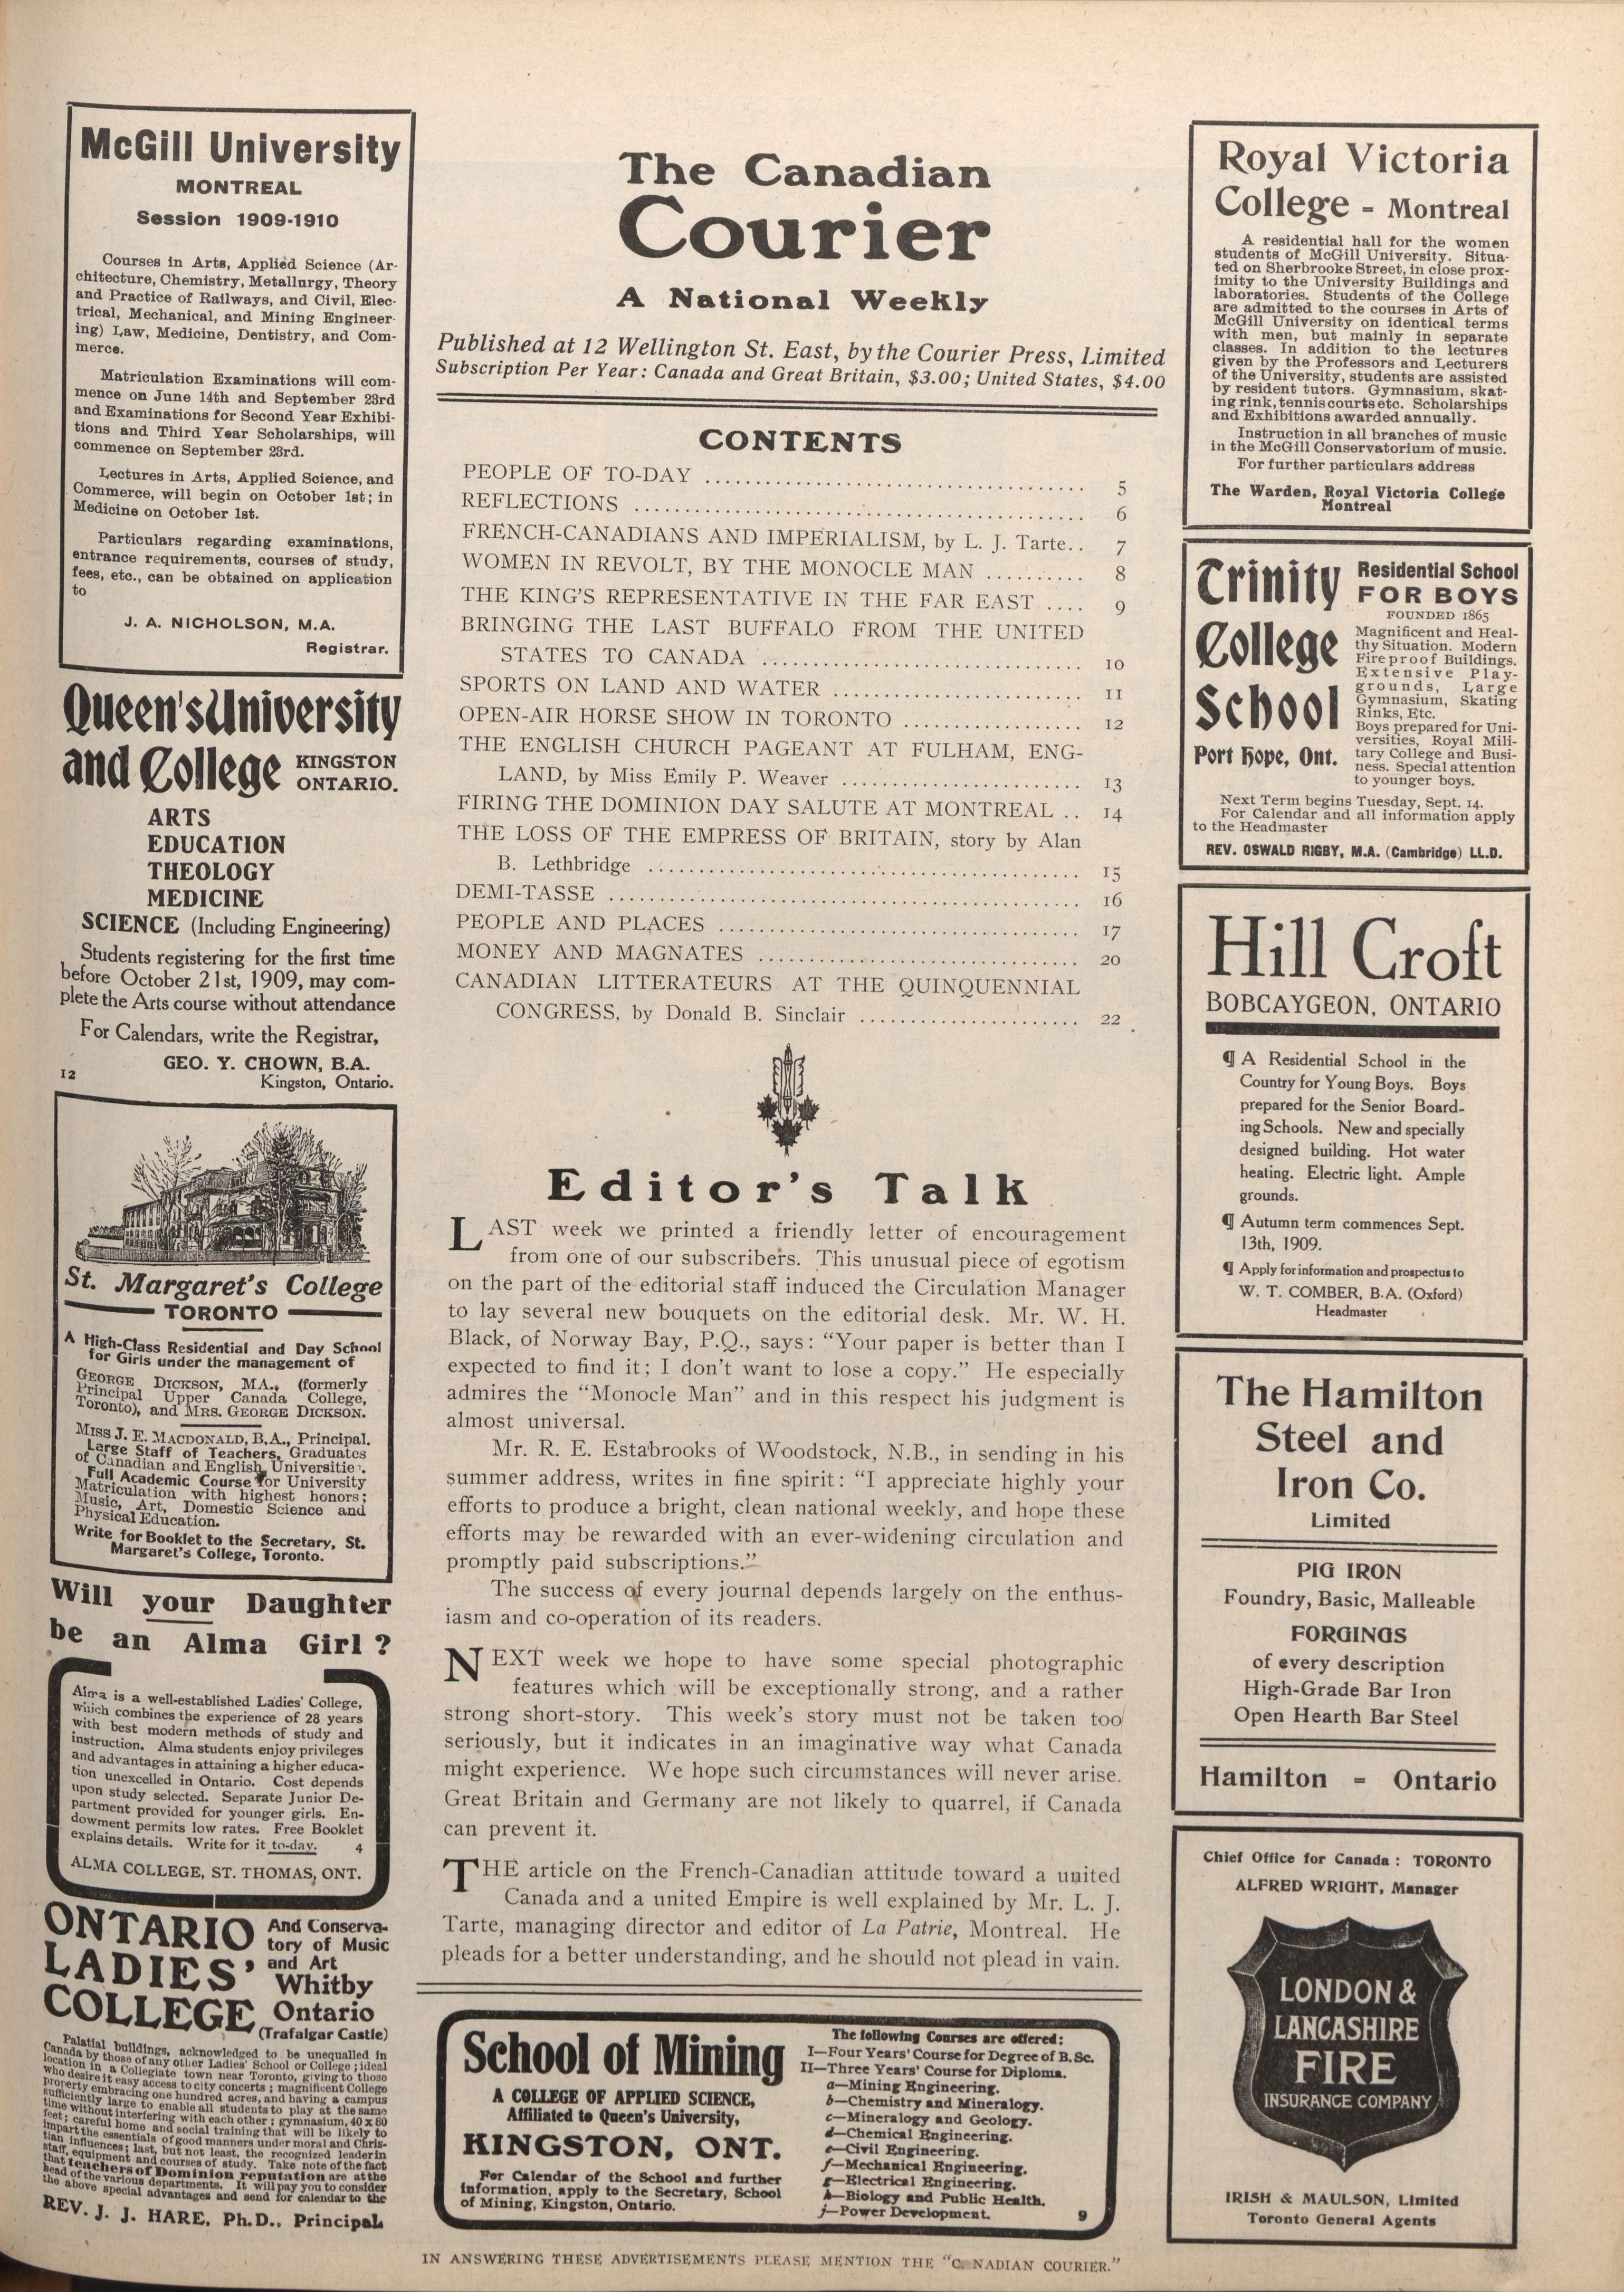 McGill University
MONTREAL
Session 1909-1910
Courses in Arts, Applied Science (Ar-
chitecture, Chemistry, Metallurgy, Theory
and Practice of Railways, and Civil, Elec-
trical, Mechanical, and Mining Engineer-
ing) Law, Medicine, Dentistry, and Com-
merce.
Matriculation Examinations will com-
mence on June 14th and September 23rd
and Examinations for Second Year Exhibi-
tions and Third Year Scholarships, will
commence on September 23rd.
Lectures in Arts, Applied Science, and
Commerce, will begin on October 1st; in
Medicine on October 1st.
Particulars regarding examinations,
entrance requirements, courses of study,
fees, etc., can be obtained on application
to
J. A. NICHOLSON, M.A.
Registrar.
Queen's University
and College KINGSTON
ONTARIO.
ARTS
EDUCATION
THEOLOGY
MEDICINE
SCIENCE (Including Engineering)
Students registering for the first time
before October 21st, 1909, may com-
plete the Arts course without attendance
For Calendars, write the Registrar,
GEO. Y. CHOWN, B.A.
12 Kingston, Ontario.
St. Margaret's College
TORONTO
A High-Class Residential and Day School
for Girls under the management of
GEORGE DICKSON, MA., (formerly
Principal Upper Canada College,
Toronto), and MRS. GEORGE DICKSON.
MISS J. E. MACDONALD, B.A., Principal.
Large Staff of Teachers, Graduates
of Canadian and English Universitie.
Full Academic Course for University
Matriculation with highest honors;
Music, Art, Domestic Science and
Physical Education.
Write for Booklet to the Secretary, St.
Margaret's College, Toronto.
Will your Daughter
be an Alma Girl?
Alma is a well-established Ladies' College,
which combines the experience of 28 years
with best modern methods of study and
instruction. Alma students enjoy privileges
and advantages in attaining a higher educa-
tion unexcelled in Ontario. Cost depends
upon study selected. Separate Junior De-
partment provided for younger girls. En-
dowment permits low rates. Free Booklet
explains details. Write for it to-day. 4
ALMA COLLEGE, ST. THOMAS, ONT.
ONTARIO
LADIES'
COLLEGE
And Conserva-
tory of Music
and Art
Whitby
Ontario
(Trafalgar Castle)
Palatial buildings, acknowledged to be unequalled in
Canada by those of any other Ladies' School or College; ideal
location in a Collegiate town near Toronto, giving to those
who desire it easy access to city concerts; magnificent College
property embracing one hundred acres, and having a campus
sufficiently large to enable all students to play at the same
time without interfering with each other; gymnasium, 40 x 80
feet; careful home and social training that will be likely to
impart the essentials of good manners under moral and Chris-
tian influences; last, but not least, the recognized leader in
staff, equipment and courses of study. Take note of the fact
that teachers of Dominion reputation are at the
head of the various departments. It will pay you to consider
the above special advantages and send for calendar to the
REV. J. J. HARE, Ph.D., Principal
The Canadian
Courier
A National Weekly
Published at 12 Wellington St. East, by the Courier Press, Limited
Subscription Per Year: Canada and Great Britain, $3.00; United States, $4.00
CONTENTS
PEOPLE OF TO-DAY ..... 5
REFLECTIONS ..... 6
FRENCH-CANADIANS AND IMPERIALISM, by L. J. Tarte.. 7
WOMEN IN REVOLT, BY THE MONOCLE MAN ..... 8
THE KING'S REPRESENTATIVE IN THE FAR EAST .... 9
BRINGING THE LAST BUFFALO FROM THE UNITED
STATES TO CANADA ..... 10
SPORTS ON LAND AND WATER ..... 11
OPEN-AIR HORSE SHOW IN TORONTO ..... 12
THE ENGLISH CHURCH PAGEANT AT FULHAM, ENG-
LAND, by Miss Emily P. Weaver ..... 13
FIRING THE DOMINION DAY SALUTE AT MONTREAL .. 14
THE LOSS OF THE EMPRESS OF BRITAIN, story by Alan
B. Lethbridge ..... 15
DEMI-TASSE ..... 16
PEOPLE AND PLACES ..... 17
MONEY AND MAGNATES ..... 20
CANADIAN LITTERATEURS AT THE QUINQUENNIAL
CONGRESS, by Donald B. Sinclair ..... 22
Editor's Talk
LAST week we printed a friendly letter of encouragement
from one of our subscribers. This unusual piece of egotism
on the part of the editorial staff induced the Circulation Manager
to lay several new bouquets on the editorial desk. Mr. W. H.
Black, of Norway Bay, P.Q., says: "Your paper is better than I
expected to find it; I don't want to lose a copy." He especially
admires the "Monocle Man" and in this respect his judgment is
almost universal.
Mr. R. E. Estabrooks of Woodstock, N.B., in sending in his
summer address, writes in fine spirit: "I appreciate highly your
efforts to produce a bright, clean national weekly, and hope these
efforts may be rewarded with an ever-widening circulation and
promptly paid subscriptions."
The success of every journal depends largely on the enthus-
iasm and co-operation of its readers.
NEXT week we hope to have some special photographic
features which will be exceptionally strong, and a rather
strong short-story. This week's story must not be taken too
seriously, but it indicates in an imaginative way what Canada
might experience. We hope such circumstances will never arise.
Great Britain and Germany are not likely to quarrel, if Canada
can prevent it.
THE article on the French-Canadian attitude toward a united
Canada and a united Empire is well explained by Mr. L. J.
Tarte, managing director and editor of La Patrie, Montreal. He
pleads for a better understanding, and he should not plead in vain.
School of Mining
A COLLEGE OF APPLIED SCIENCE,
Affiliated to Queen's University,
KINGSTON, ONT.
For Calendar of the School and further
information, apply to the Secretary, School
of Mining, Kingston, Ontario.
The following Courses are offered:
I—Four Years' Course for Degree of B.Sc.
II—Three Years' Course for Diploma.
a—Mining Engineering.
b—Chemistry and Mineralogy.
c—Mineralogy and Geology.
d—Chemical Engineering.
e—Civil Engineering.
f—Mechanical Engineering.
g—Electrical Engineering.
h—Biology and Public Health.
j—Power Development. 9
Royal Victoria
College - Montreal
A residential hall for the women
students of McGill University. Situa-
ted on Sherbrooke Street, in close prox-
imity to the University Buildings and
laboratories. Students of the College
are admitted to the courses in Arts of
McGill University on identical terms
with men, but mainly in separate
classes. In addition to the lectures
given by the Professors and Lecturers
of the University, students are assisted
by resident tutors. Gymnasium, skat-
ing rink, tennis courts etc. Scholarships
and Exhibitions awarded annually.
Instruction in all branches of music
in the McGill Conservatorium of music.
For further particulars address
The Warden, Royal Victoria College
Montreal
Trinity
College
School
Port Hope, Ont.
Residential School
FOR BOYS
FOUNDED 1865
Magnificent and Heal-
thy Situation. Modern
Fireproof Buildings.
Extensive Play-
grounds, Large
Gymnasium, Skating
Rinks, Etc.
Boys prepared for Uni-
versities, Royal Mili-
tary College and Busi-
ness. Special attention
to younger boys.
Next Term begins Tuesday, Sept. 14.
For Calendar and all information apply
to the Headmaster
REV. OSWALD RIGBY, M.A. (Cambridge) LL.D.
Hill Croft
BOBCAYGEON, ONTARIO
¶ A Residential School in the
Country for Young Boys. Boys
prepared for the Senior Board-
ing Schools. New and specially
designed building. Hot water
heating. Electric light. Ample
grounds.
¶ Autumn term commences Sept.
13th, 1909.
¶ Apply for information and prospectus to
W. T. COMBER, B.A. (Oxford)
Headmaster
The Hamilton
Steel and
Iron Co.
Limited
PIG IRON
Foundry, Basic, Malleable
FORGINGS
of every description
High-Grade Bar Iron
Open Hearth Bar Steel
Hamilton - Ontario
Chief Office for Canada: TORONTO
ALFRED WRIGHT, Manager
LONDON &
LANCASHIRE
FIRE
INSURANCE COMPANY
IRISH & MAULSON, Limited
Toronto General Agents
IN ANSWERING THESE ADVERTISEMENTS PLEASE MENTION THE "C NADIAN COURIER."